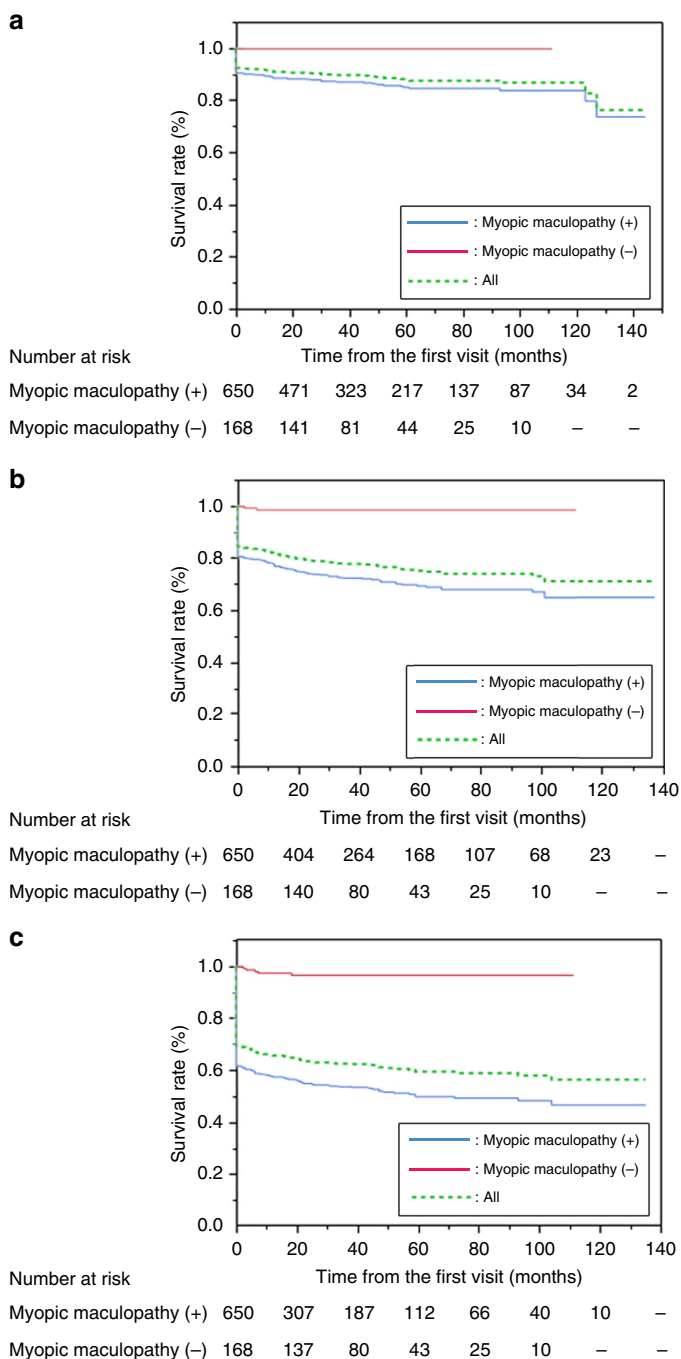 a
1.0
0.8
0.6
0.4
0.2
0.0
Survival rate (%)
: Myopic maculopathy (+)
: Myopic maculopathy (–)
: All
0 20 40 60 80 100 120 140
Number at risk Time from the first visit (months)
Myopic maculopathy (+) 650 471 323 217 137 87 34 2
Myopic maculopathy (–) 168 141 81 44 25 10 – –
b
1.0
0.8
0.6
0.4
0.2
0.0
Survival rate (%)
: Myopic maculopathy (+)
: Myopic maculopathy (–)
: All
0 20 40 60 80 100 120 140
Number at risk Time from the first visit (months)
Myopic maculopathy (+) 650 404 264 168 107 68 23 –
Myopic maculopathy (–) 168 140 80 43 25 10 – –
c
1.0
0.8
0.6
0.4
0.2
0.0
Survival rate (%)
: Myopic maculopathy (+)
: Myopic maculopathy (–)
: All
0 20 40 60 80 100 120 140
Number at risk Time from the first visit (months)
Myopic maculopathy (+) 650 307 187 112 66 40 10 –
Myopic maculopathy (–) 168 137 80 43 25 10 – –